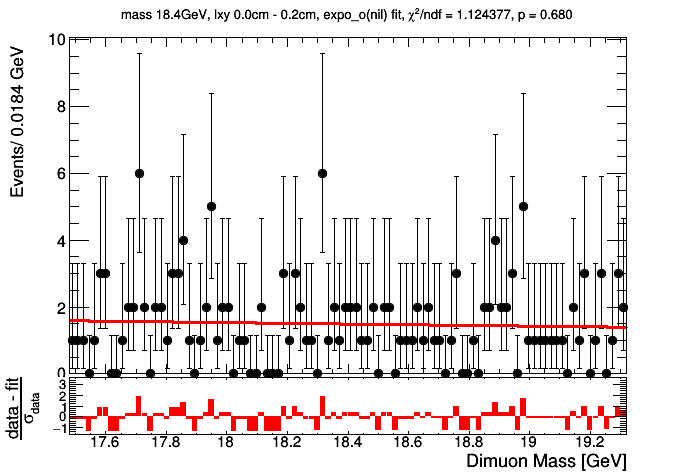 mass 18.4GeV, lxy 0.0cm - 0.2cm, expo_o(nil) fit, χ²/ndf = 1.124377, p = 0.680
Events/ 0.0184 GeV
10
8
6
4
2
0
data - fit
σdata
3
2
1
0
−1
17.6 17.8 18 18.2 18.4 18.6 18.8 19 19.2
Dimuon Mass [GeV]